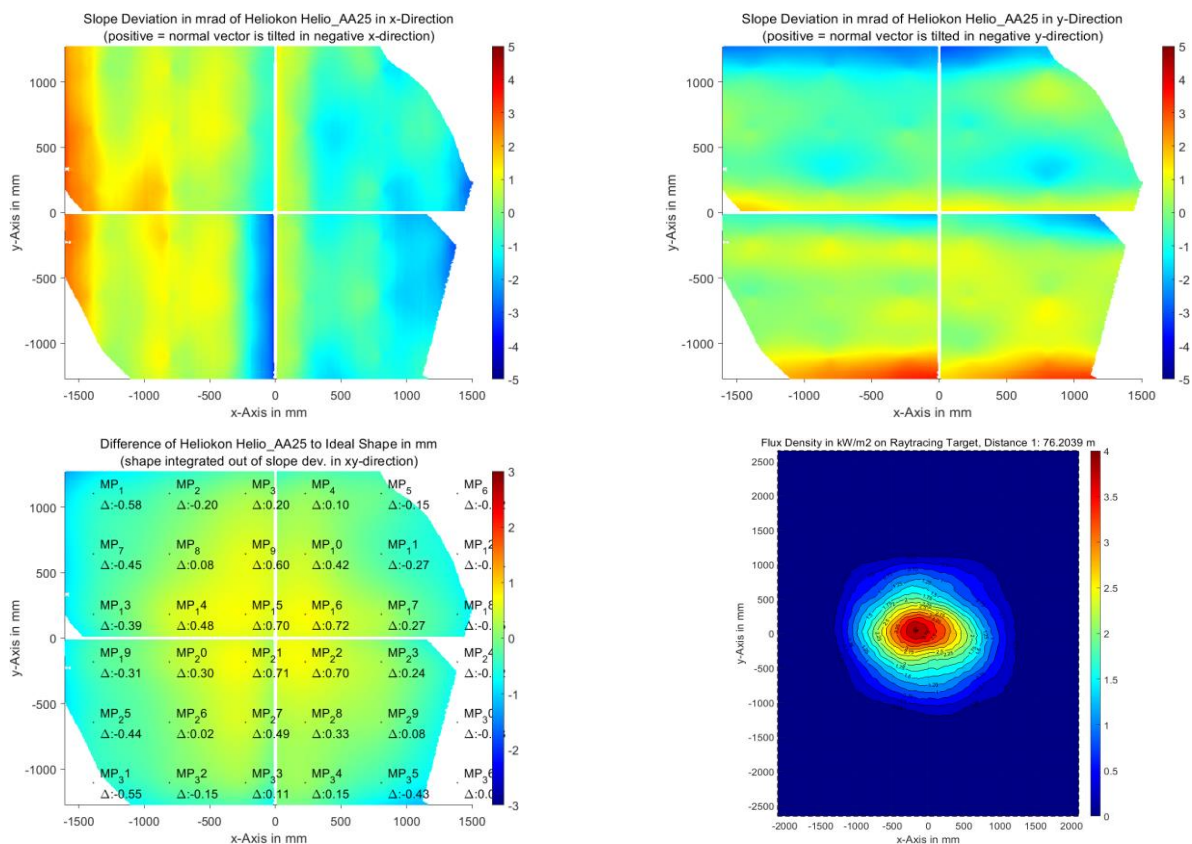 Slope Deviation in mrad of Heliokon Helio_AA25 in x-Direction
(positive = normal vector is tilted in negative x-direction)
y-Axis in mm
1000
500
0
-500
-1000
-1500 -1000 -500 0 500 1000 1500
x-Axis in mm
5
4
3
2
1
0
-1
-2
-3
-4
-5
Slope Deviation in mrad of Heliokon Helio_AA25 in y-Direction
(positive = normal vector is tilted in negative y-direction)
y-Axis in mm
1000
500
0
-500
-1000
-1500 -1000 -500 0 500 1000 1500
x-Axis in mm
5
4
3
2
1
0
-1
-2
-3
-4
-5
Difference of Heliokon Helio_AA25 to Ideal Shape in mm
(shape integrated out of slope dev. in xy-direction)
y-Axis in mm
1000
500
0
-500
-1000
MP1 MP2 MP3 MP4 MP5 MP6
Δ:-0.58 Δ:-0.20 Δ:0.20 Δ:0.10 Δ:-0.15 Δ:-0.
MP7 MP8 MP9 MP10 MP11 MP12
Δ:-0.45 Δ:0.08 Δ:0.60 Δ:0.42 Δ:-0.27 Δ:-0.
MP13 MP14 MP15 MP16 MP17 MP18
Δ:-0.39 Δ:0.48 Δ:0.70 Δ:0.72 Δ:0.27 Δ:-0.
MP19 MP20 MP21 MP22 MP23 MP24
Δ:-0.31 Δ:0.30 Δ:0.71 Δ:0.70 Δ:0.24 Δ:-0.
MP25 MP26 MP27 MP28 MP29 MP30
Δ:-0.44 Δ:0.02 Δ:0.49 Δ:0.33 Δ:0.08 Δ:-0.
MP31 MP32 MP33 MP34 MP35 MP36
Δ:-0.55 Δ:-0.15 Δ:0.11 Δ:0.15 Δ:-0.43 Δ:0.0
-1500 -1000 -500 0 500 1000 1500
x-Axis in mm
3
2
1
0
-1
-2
-3
Flux Density in kW/m2 on Raytracing Target, Distance 1: 76.2039 m
y-Axis in mm
2500
2000
1500
1000
500
0
-500
-1000
-1500
-2000
-2500
-2000 -1500 -1000 -500 0 500 1000 1500 2000
x-Axis in mm
4
3.5
3
2.5
2
1.5
1
0.5
0